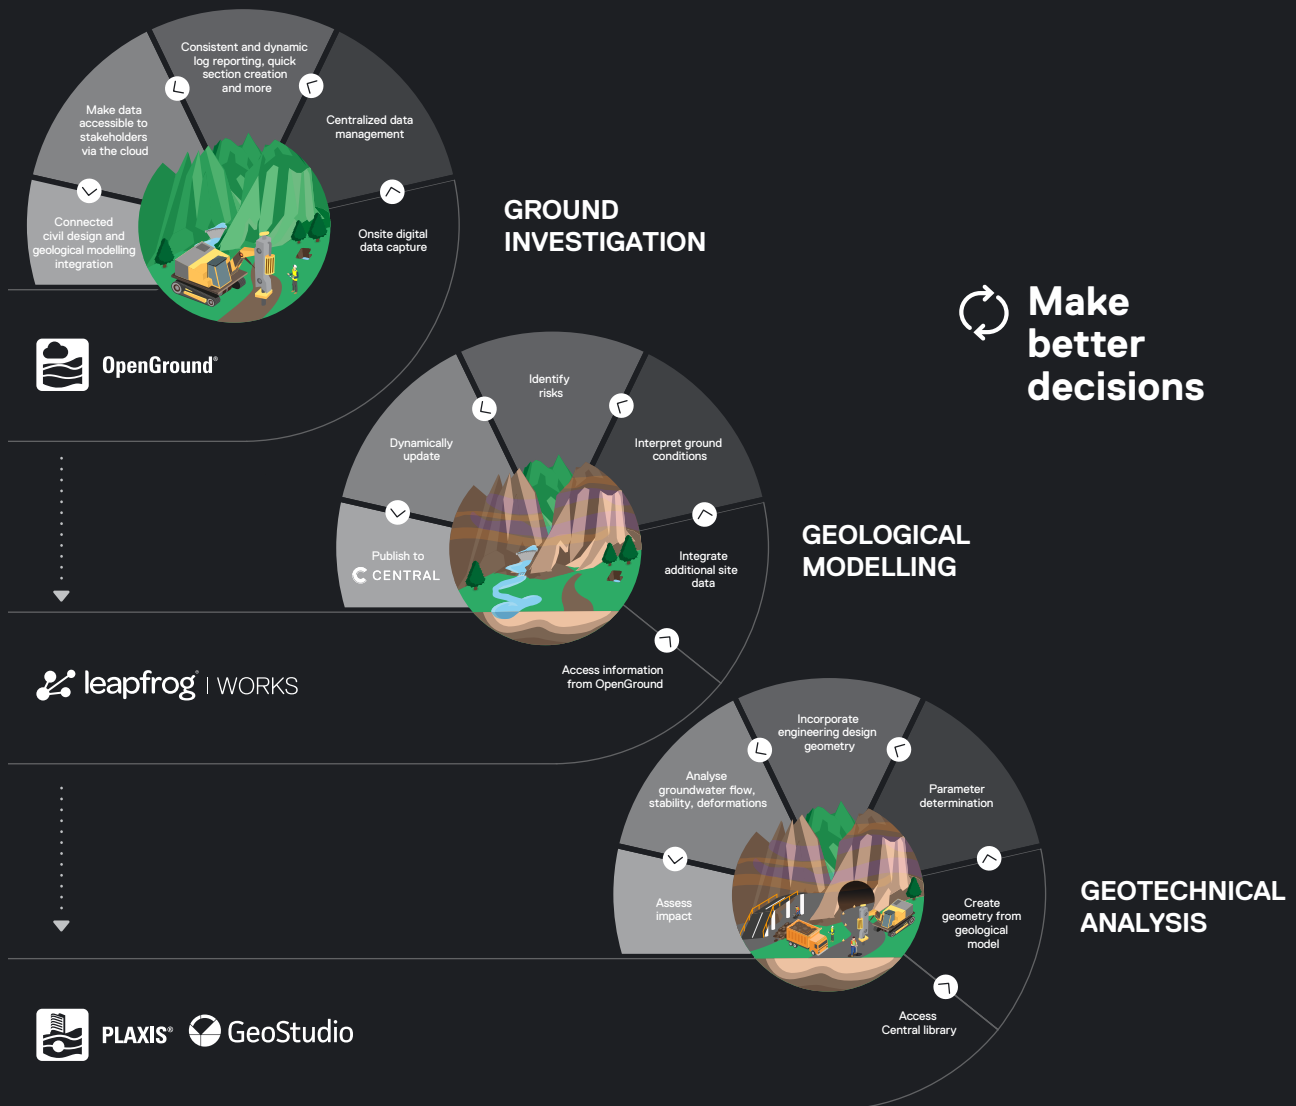 Consistent and dynamic
log reporting, quick
section creation
and more
Make data
accessible to
stakeholders
via the cloud
Centralized data
management
Connected
civil design and
geological modelling
integration
Onsite digital
data capture
GROUND
INVESTIGATION
Make
better
decisions
OpenGround®
Identify
risks
Dynamically
update
Interpret ground
conditions
Publish to
CENTRAL
Integrate
additional site
data
GEOLOGICAL
MODELLING
Access information
from OpenGround
leapfrog® | WORKS
Incorporate
engineering design
geometry
Analyse
groundwater flow,
stability, deformations
Parameter
determination
Assess
impact
Create
geometry from
geological
model
GEOTECHNICAL
ANALYSIS
Access
Central library
PLAXIS® GeoStudio